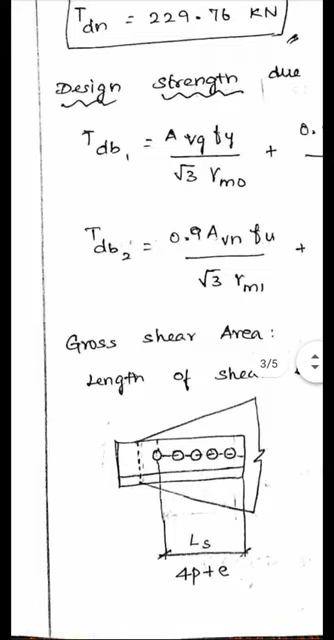 Tdn = 229.76 KN
Design strength due
Tdb1 = Avg fy / √3 γm0 + 0.
Tdb2 = 0.9 Avn fu / √3 γm1 +
Gross shear Area:
Length of shea
3/5
Ls
4p+e